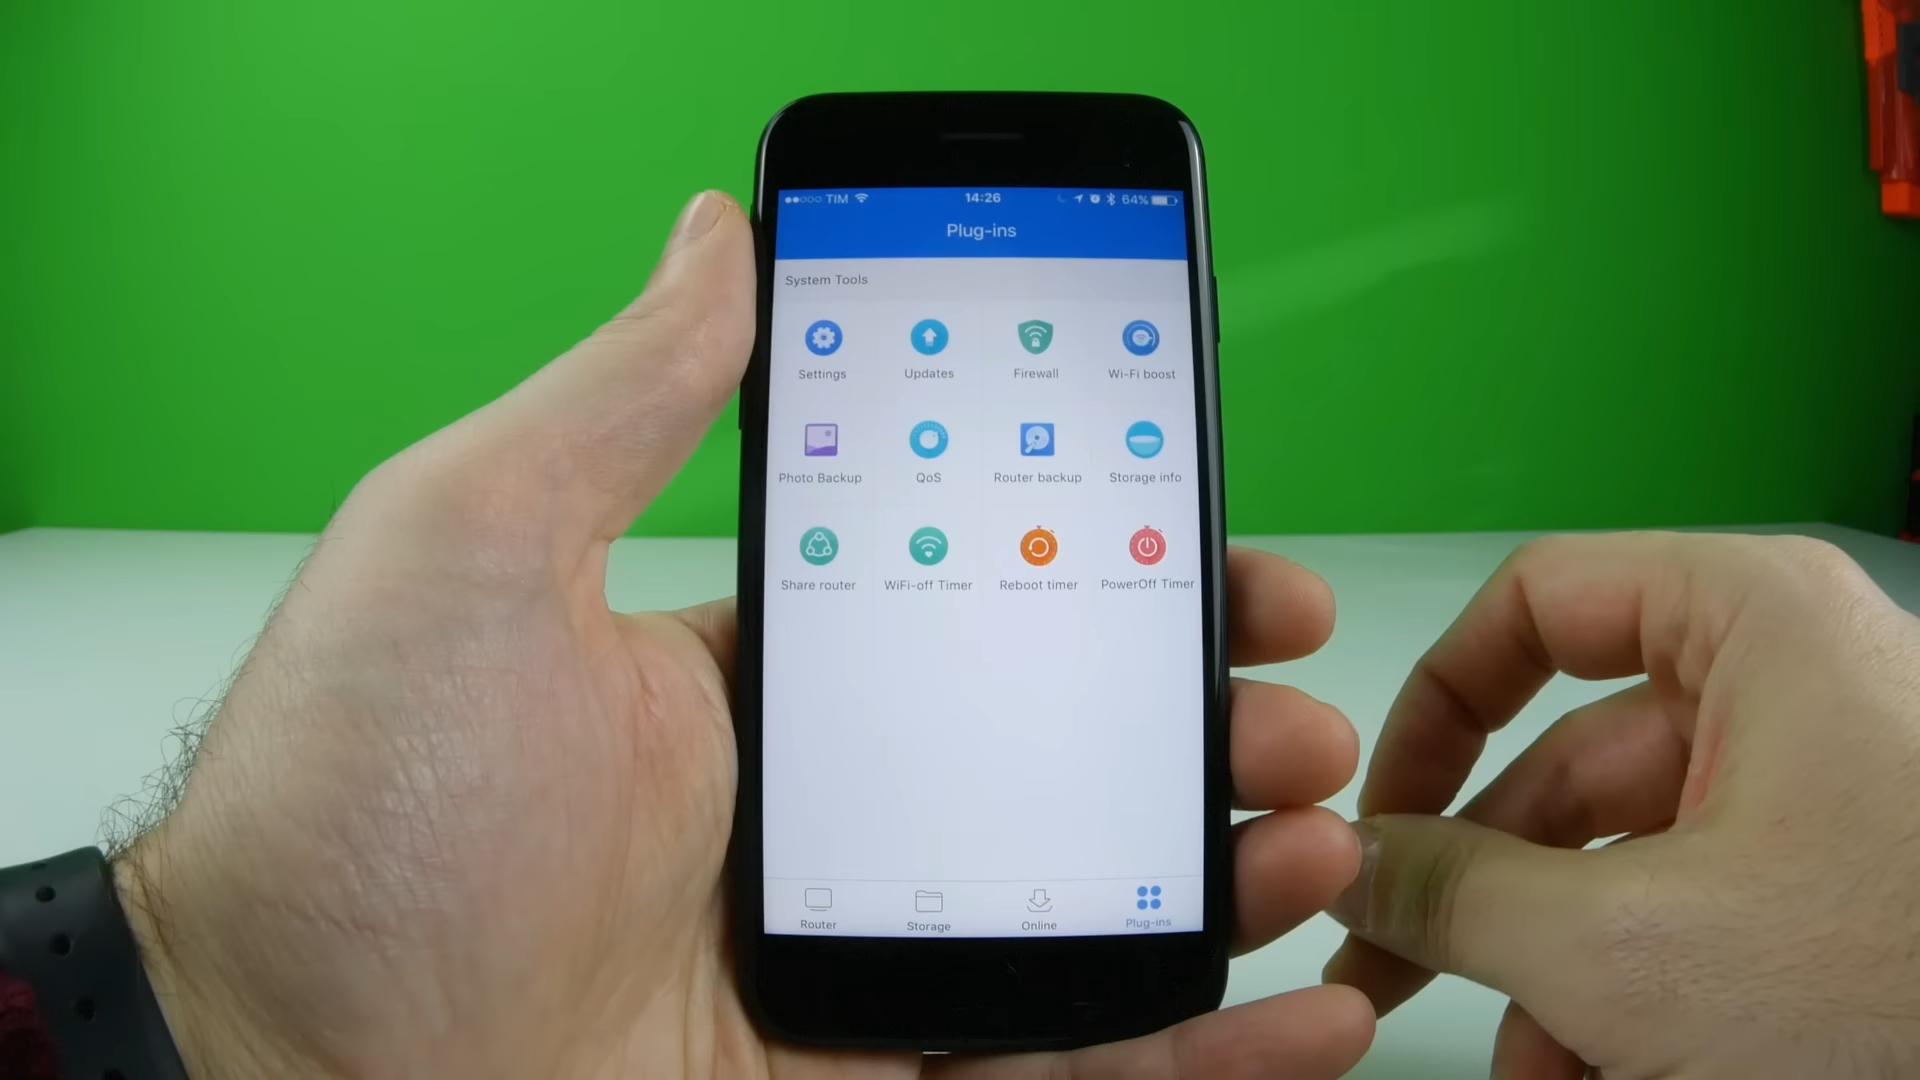 TIM 14:26 64%
Plug-ins
System Tools
Settings Updates Firewall Wi-Fi boost
Photo Backup QoS Router backup Storage info
Share router WiFi-off Timer Reboot timer PowerOff Timer
Router Storage Online Plug-ins